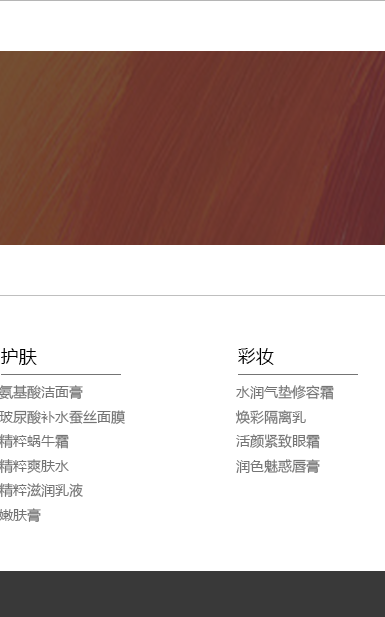 护肤
氨基酸洁面膏
玻尿酸补水蚕丝面膜
精粹蜗牛霜
精粹爽肤水
精粹滋润乳液
嫩肤膏
彩妆
水润气垫修容霜
焕彩隔离乳
活颜紧致眼霜
润色魅惑唇膏